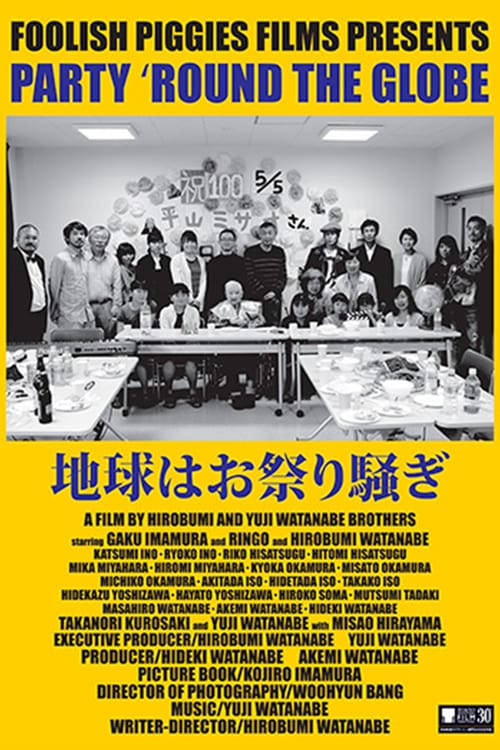 FOOLISH PIGGIES FILMS PRESENTS
PARTY ‘ROUND THE GLOBE
祝100 5/5
平山ミサオさん
地球はお祭り騒ぎ
A FILM BY HIROBUMI AND YUJI WATANABE BROTHERS
starring GAKU IMAMURA and RINGO and HIROBUMI WATANABE
KATSUMI INO・RYOKO INO・RIKO HISATSUGU・HITOMI HISATSUGU
MIKA MIYAHARA・HIROMI MIYAHARA・KYOKA OKAMURA・MISATO OKAMURA
MICHIKO OKAMURA・AKITADA ISO・HIDETADA ISO・TAKAKO ISO
HIDEKAZU YOSHIZAWA・HAYATO YOSHIZAWA・HIROKO SOMA・MUTSUMI TADAKI
MASAHIRO WATANABE・AKEMI WATANABE・HIDEKI WATANABE
TAKANORI KUROSAKI and YUJI WATANABE with MISAO HIRAYAMA
EXECUTIVE PRODUCER/HIROBUMI WATANABE YUJI WATANABE
PRODUCER/HIDEKI WATANABE AKEMI WATANABE
PICTURE BOOK/KOJIRO IMAMURA
DIRECTOR OF PHOTOGRAPHY/WOOHYUN BANG
MUSIC/YUJI WATANABE
WRITER-DIRECTOR/HIROBUMI WATANABE
30